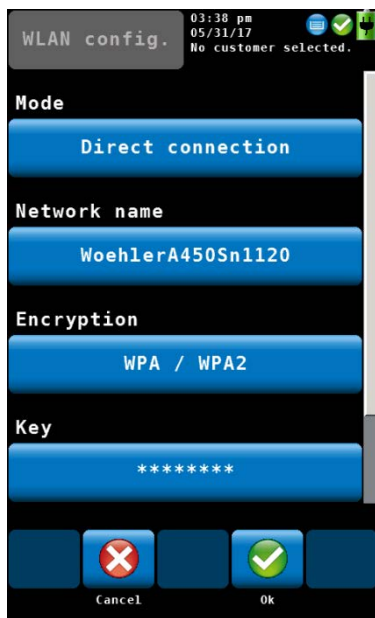 WLAN config.
03:38 pm
05/31/17
No customer selected.
Mode
Direct connection
Network name
WoehlerA450Sn1120
Encryption
WPA / WPA2
Key
********
Cancel Ok